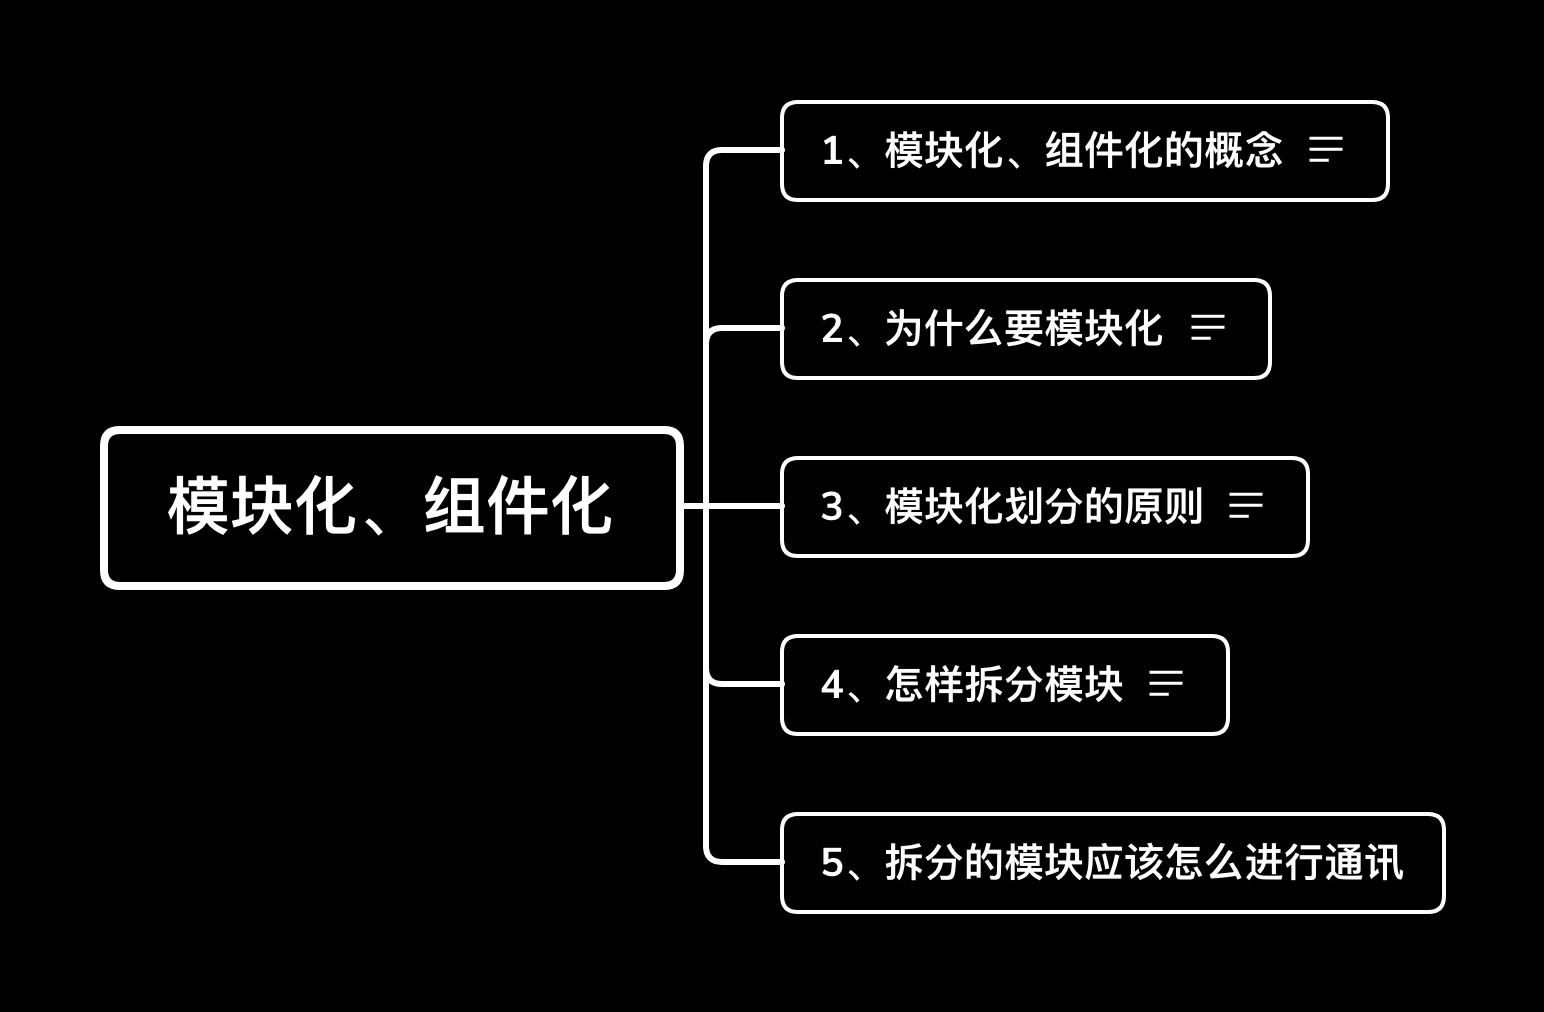 模块化、组件化
1、模块化、组件化的概念
2、为什么要模块化
3、模块化划分的原则
4、怎样拆分模块
5、拆分的模块应该怎么进行通讯